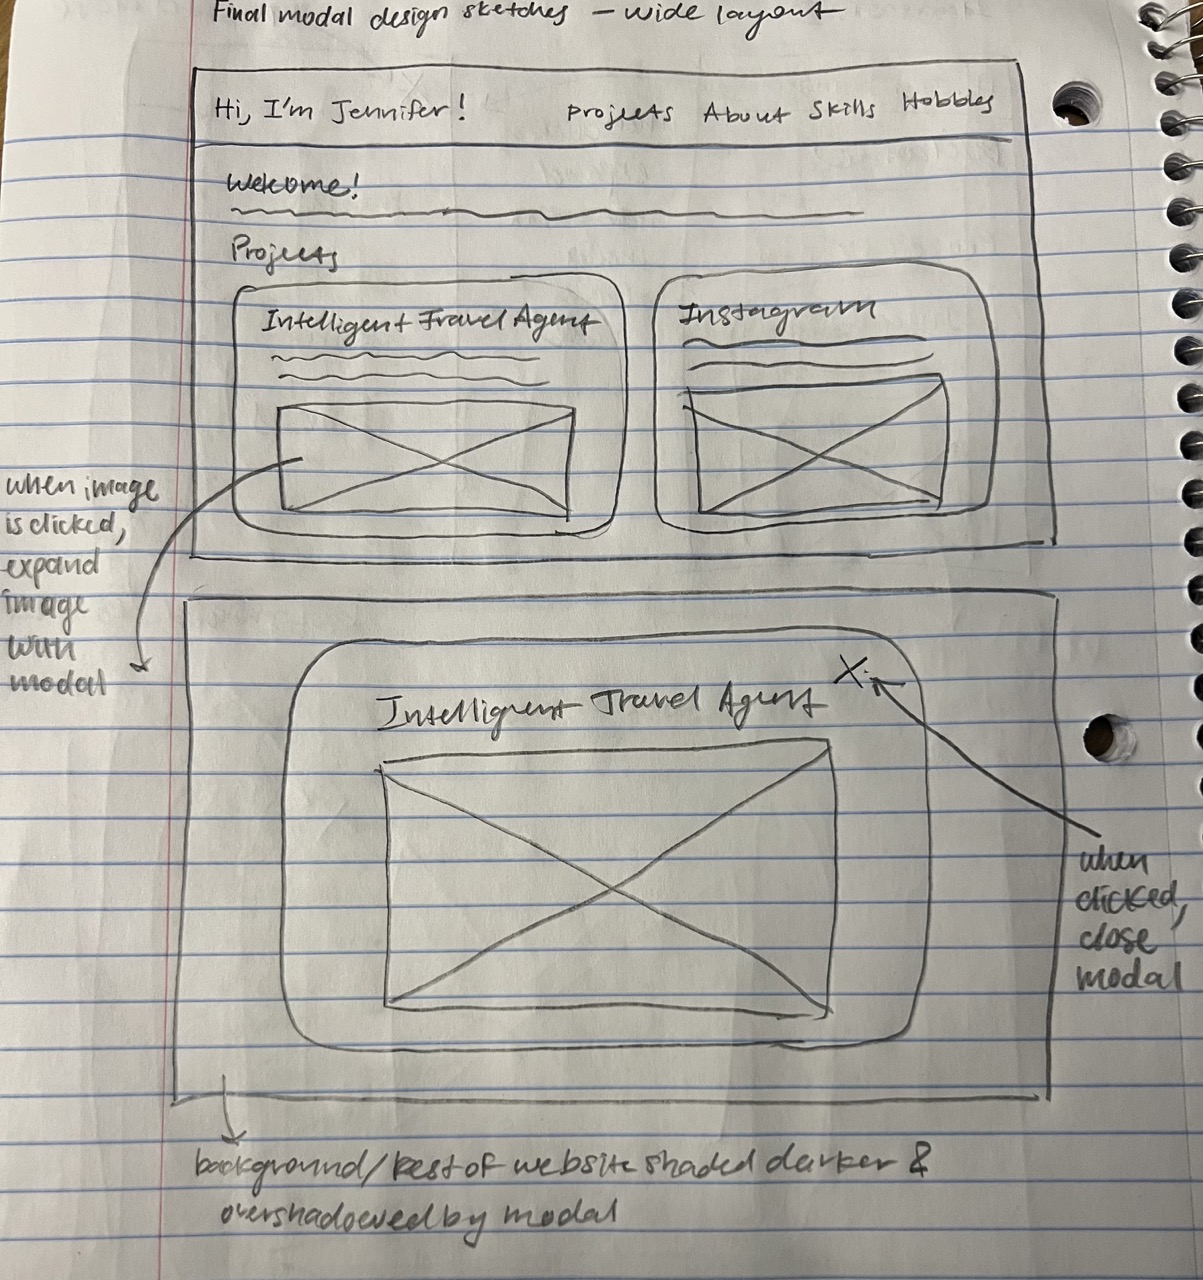 Final modal design sketches - wide layout
Hi, I'm Jennifer! Projects About Skills Hobbies
Welcome!
Projects
Intelligent Travel Agent
Instagram
when image
is clicked,
expand
image
with
modal
X
Intelligent Travel Agent
when
clicked,
close
modal
background/rest of website shaded darker &
overshadowed by modal